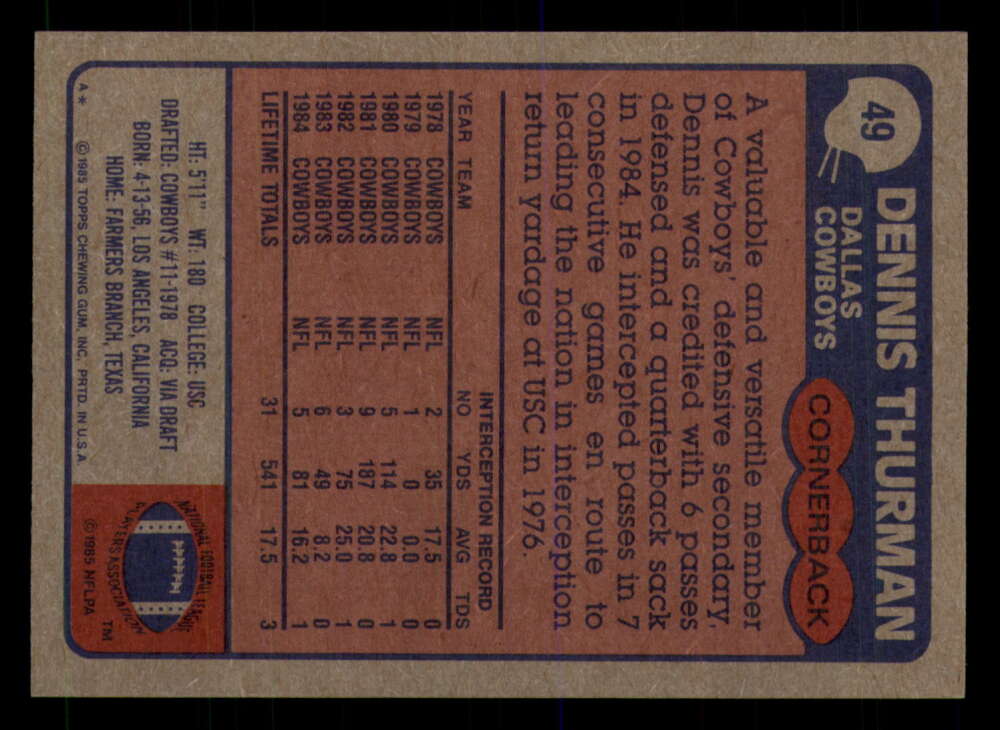 49
DENNIS THURMAN
DALLAS
COWBOYS
CORNERBACK
A valuable and versatile member
of Cowboys' defensive secondary,
Dennis was credited with 6 passes
defensed and a quarterback sack
in 1984. He intercepted passes in 7
consecutive games en route to
leading the nation in interception
return yardage at USC in 1976.
INTERCEPTION RECORD
YEAR TEAM NO YDS AVG TDS
1978 COWBOYS NFL 2 35 17.5 0
1979 COWBOYS NFL 1 0 0.0 0
1980 COWBOYS NFL 5 114 22.8 1
1981 COWBOYS NFL 9 187 20.8 0
1982 COWBOYS NFL 3 75 25.0 1
1983 COWBOYS NFL 6 49 8.2 0
1984 COWBOYS NFL 5 81 16.2 1
LIFETIME TOTALS 31 541 17.5 3
HT: 5'11" WT: 180 COLLEGE: USC
DRAFTED: COWBOYS #11-1978 ACQ: VIA DRAFT
BORN: 4-13-56, LOS ANGELES, CALIFORNIA
HOME: FARMERS BRANCH, TEXAS
A* ©1985 TOPPS CHEWING GUM, INC. PRTD. IN U.S.A.
NATIONAL FOOTBALL LEAGUE
PLAYERS ASSOCIATION
TM
©1985 NFLPA